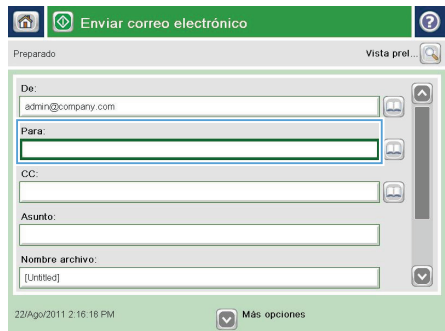 Enviar correo electrónico
Preparado
Vista prel...
De:
admin@company.com
Para:
CC:
Asunto:
Nombre archivo:
[Untitled]
22/Ago/2011 2:16:18 PM
Más opciones